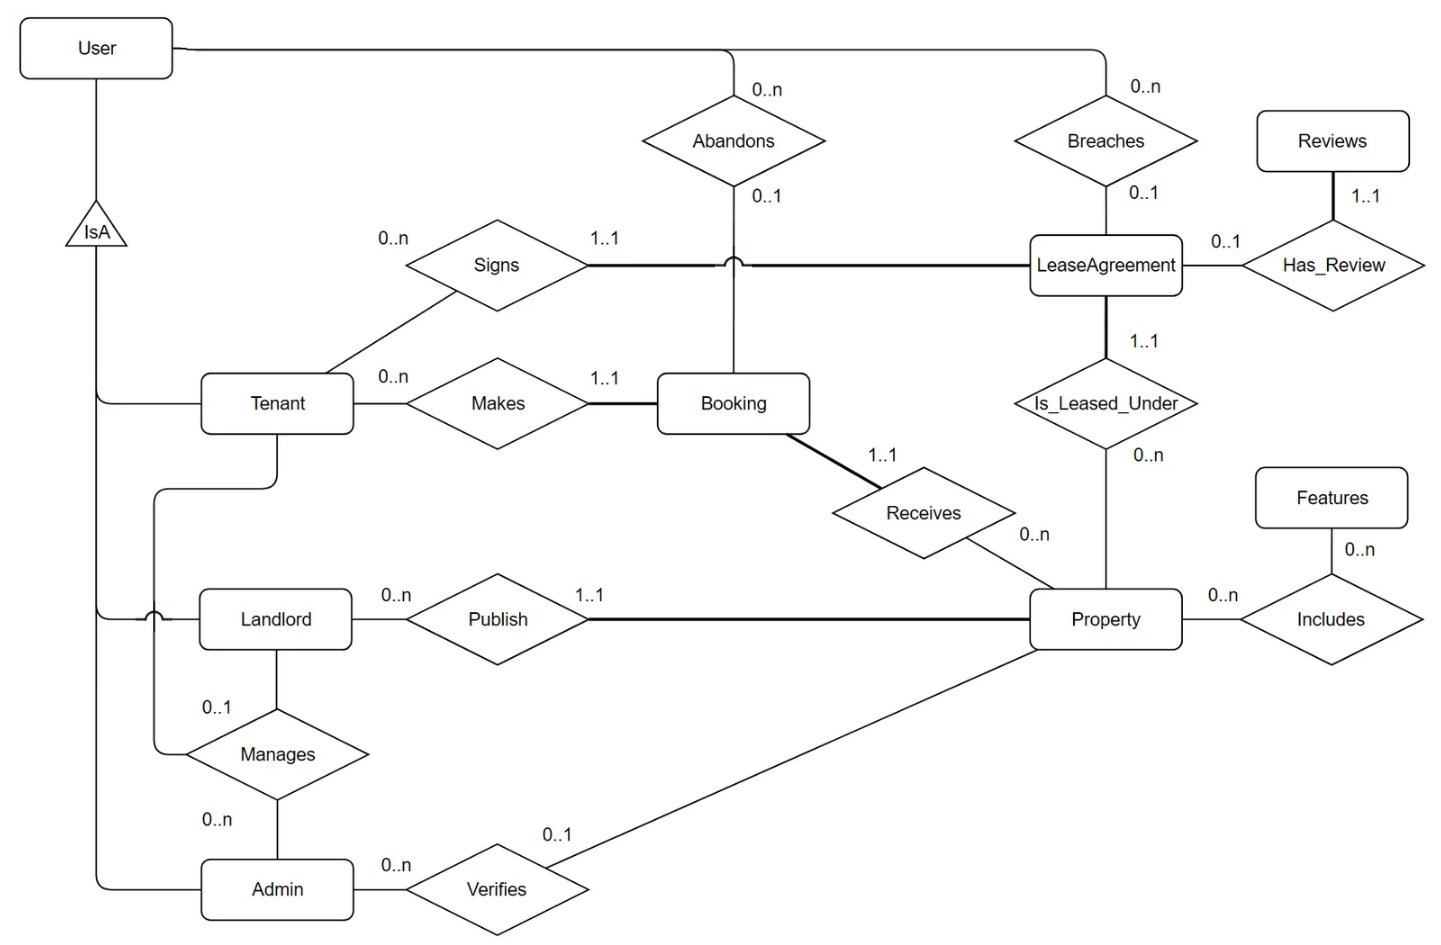 User
0..n
0..n
Abandons
Breaches
Reviews
0..1
0..1
1..1
IsA
0..n
Signs
1..1
LeaseAgreement
0..1
Has_Review
1..1
0..n
Makes
1..1
Tenant
Booking
Is_Leased_Under
1..1
0..n
Features
Receives
0..n
0..n
0..n
Publish
1..1
0..n
Landlord
Property
Includes
0..1
Manages
0..n
0..1
0..n
Admin
Verifies